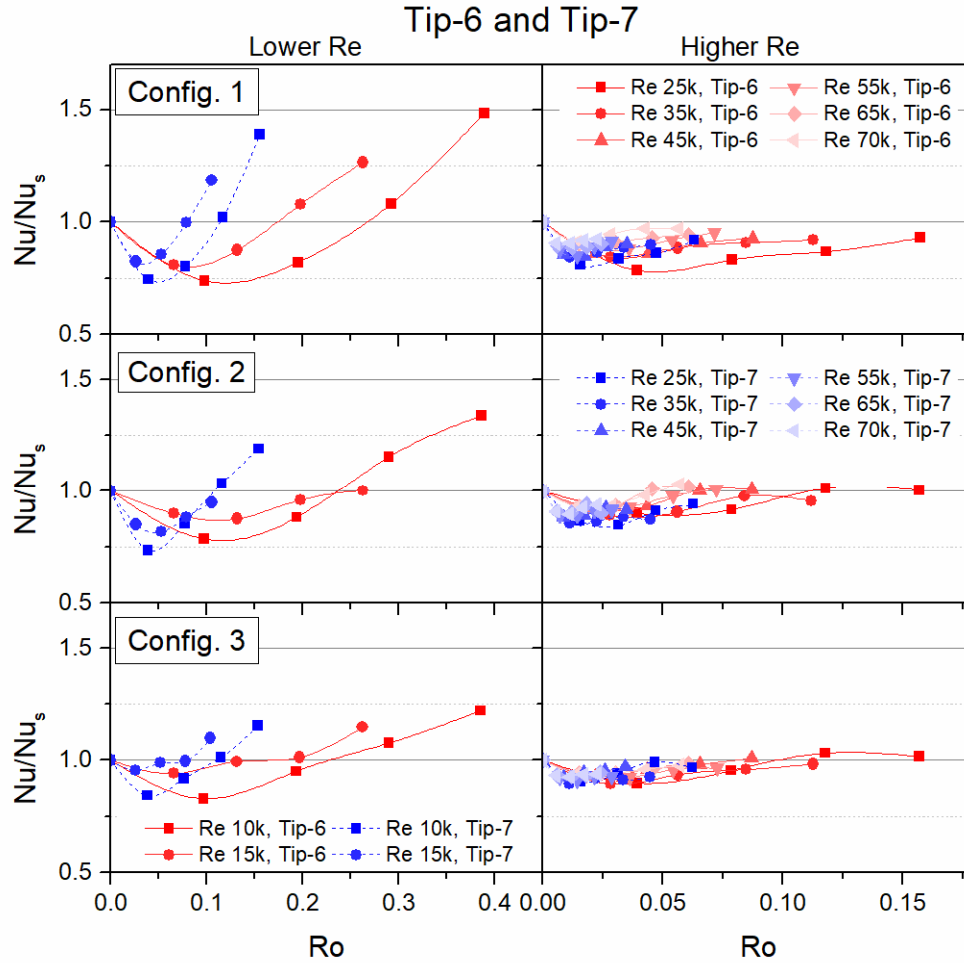 Tip-6 and Tip-7
Lower Re
Higher Re
Config. 1
Re 25k, Tip-6
Re 55k, Tip-6
Re 35k, Tip-6
Re 65k, Tip-6
Re 45k, Tip-6
Re 70k, Tip-6
1.5
1.0
0.5
Nu/Nus
Config. 2
Re 25k, Tip-7
Re 55k, Tip-7
Re 35k, Tip-7
Re 65k, Tip-7
Re 45k, Tip-7
Re 70k, Tip-7
1.5
1.0
0.5
Nu/Nus
Config. 3
1.5
1.0
0.5
Nu/Nus
Re 10k, Tip-6
Re 10k, Tip-7
Re 15k, Tip-6
Re 15k, Tip-7
0.0 0.1 0.2 0.3 0.4
0.00 0.05 0.10 0.15
Ro
Ro